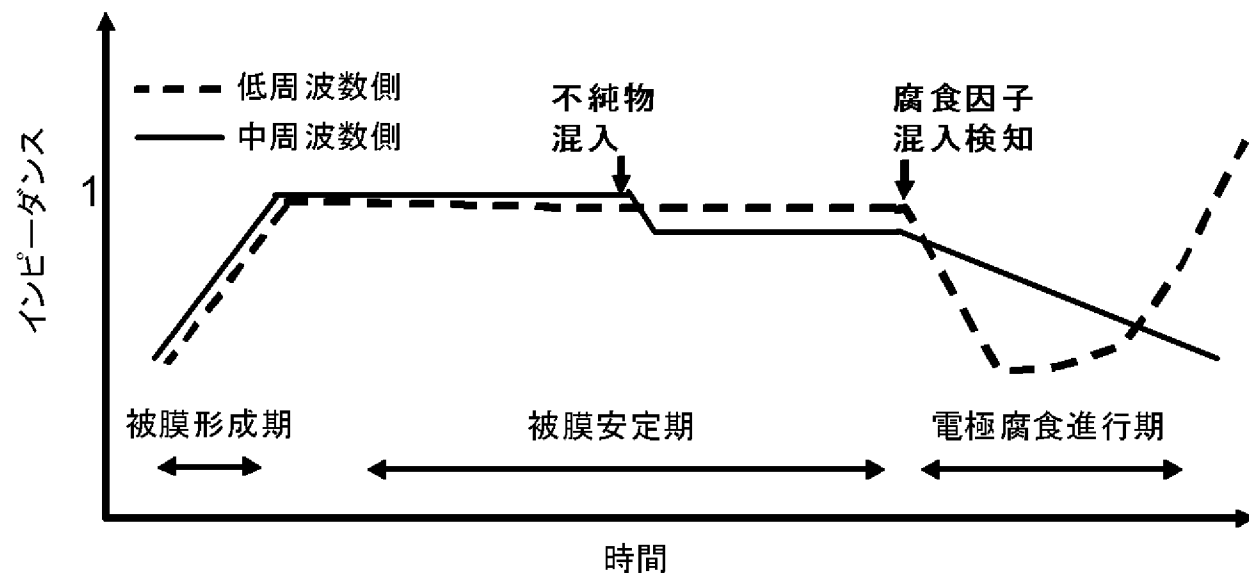 低周波数側
中周波数側
不純物
混入
腐食因子
混入検知
インピーダンス
1
被膜形成期
被膜安定期
電極腐食進行期
時間